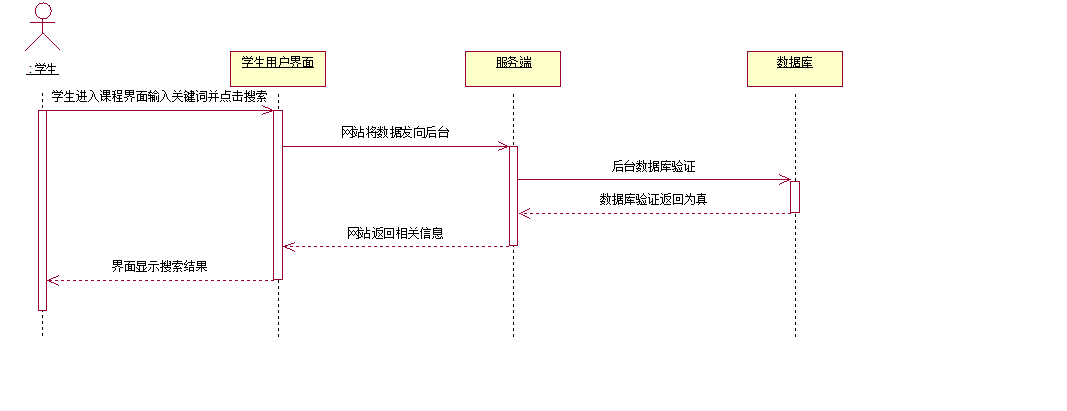 学生用户界面
服务端
数据库
: 学生
学生进入课程界面输入关键词并点击搜索
网站将数据发向后台
后台数据库验证
数据库验证返回为真
网站返回相关信息
界面显示搜索结果